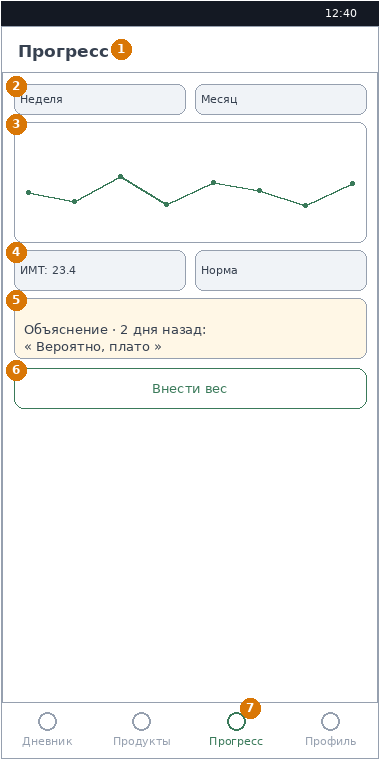 12:40
Прогресс 1
2
Неделя Месяц
3
4
ИМТ: 23.4 Норма
5
Объяснение · 2 дня назад:
« Вероятно, плато »
6
Внести вес
7
Дневник Продукты Прогресс Профиль